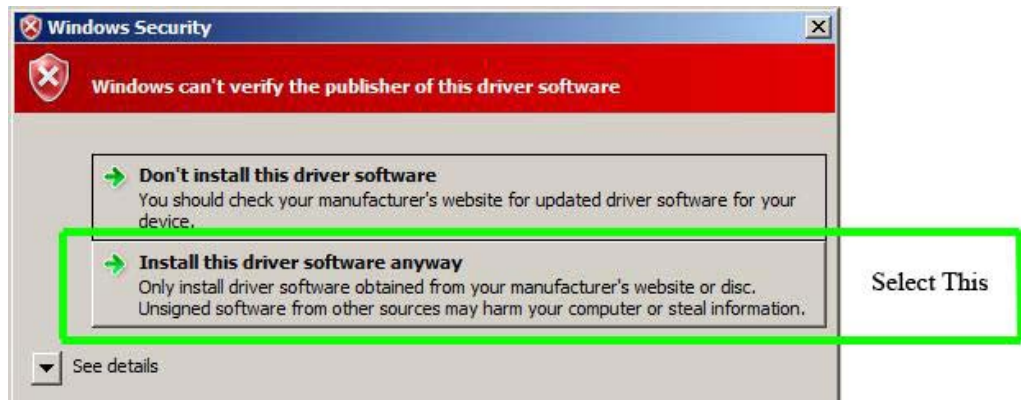 Windows Security
Windows can't verify the publisher of this driver software
Don't install this driver software
You should check your manufacturer's website for updated driver software for your
device.
Install this driver software anyway
Only install driver software obtained from your manufacturer's website or disc.
Unsigned software from other sources may harm your computer or steal information.
Select This
See details